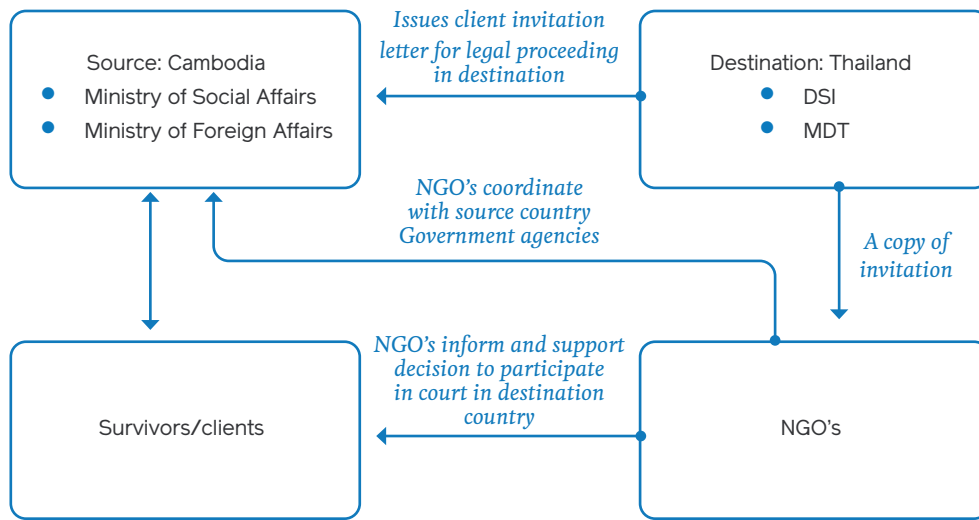 Source: Cambodia
Ministry of Social Affairs
Ministry of Foreign Affairs
Issues client invitation
letter for legal proceeding
in destination
Destination: Thailand
DSI
MDT
NGO's coordinate
with source country
Government agencies
A copy of
invitation
Survivors/clients
NGO's inform and support
decision to participate
in court in destination
country
NGO's